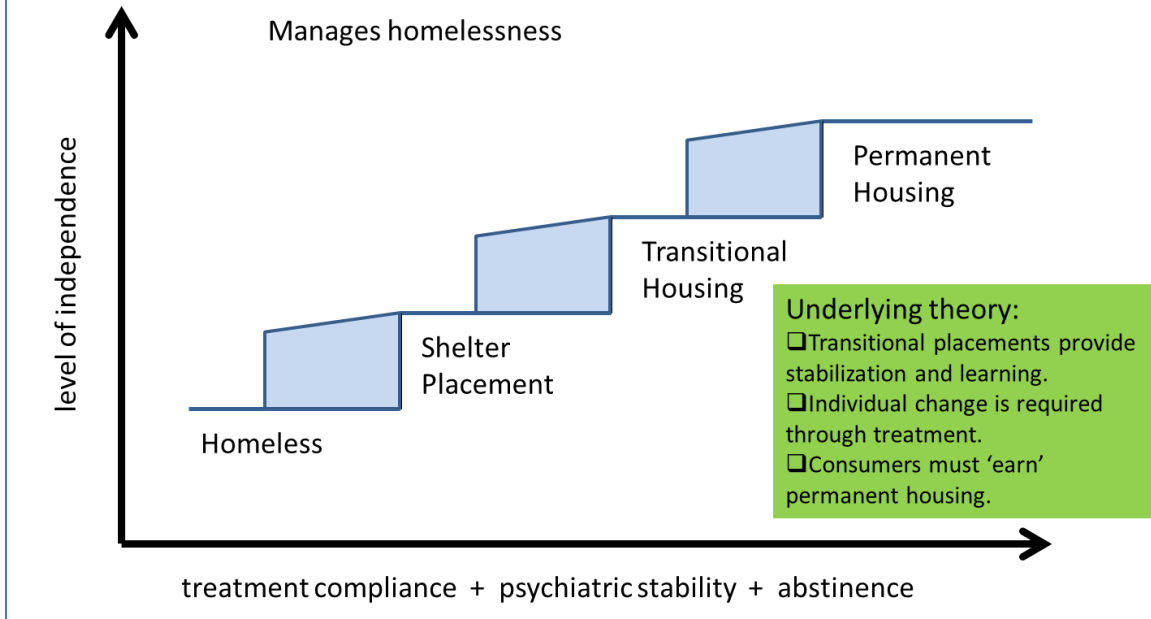 Manages homelessness
level of independence
Permanent
Housing
Transitional
Housing
Shelter
Placement
Homeless
Underlying theory:
❑Transitional placements provide
stabilization and learning.
❑Individual change is required
through treatment.
❑Consumers must ‘earn’
permanent housing.
treatment compliance + psychiatric stability + abstinence